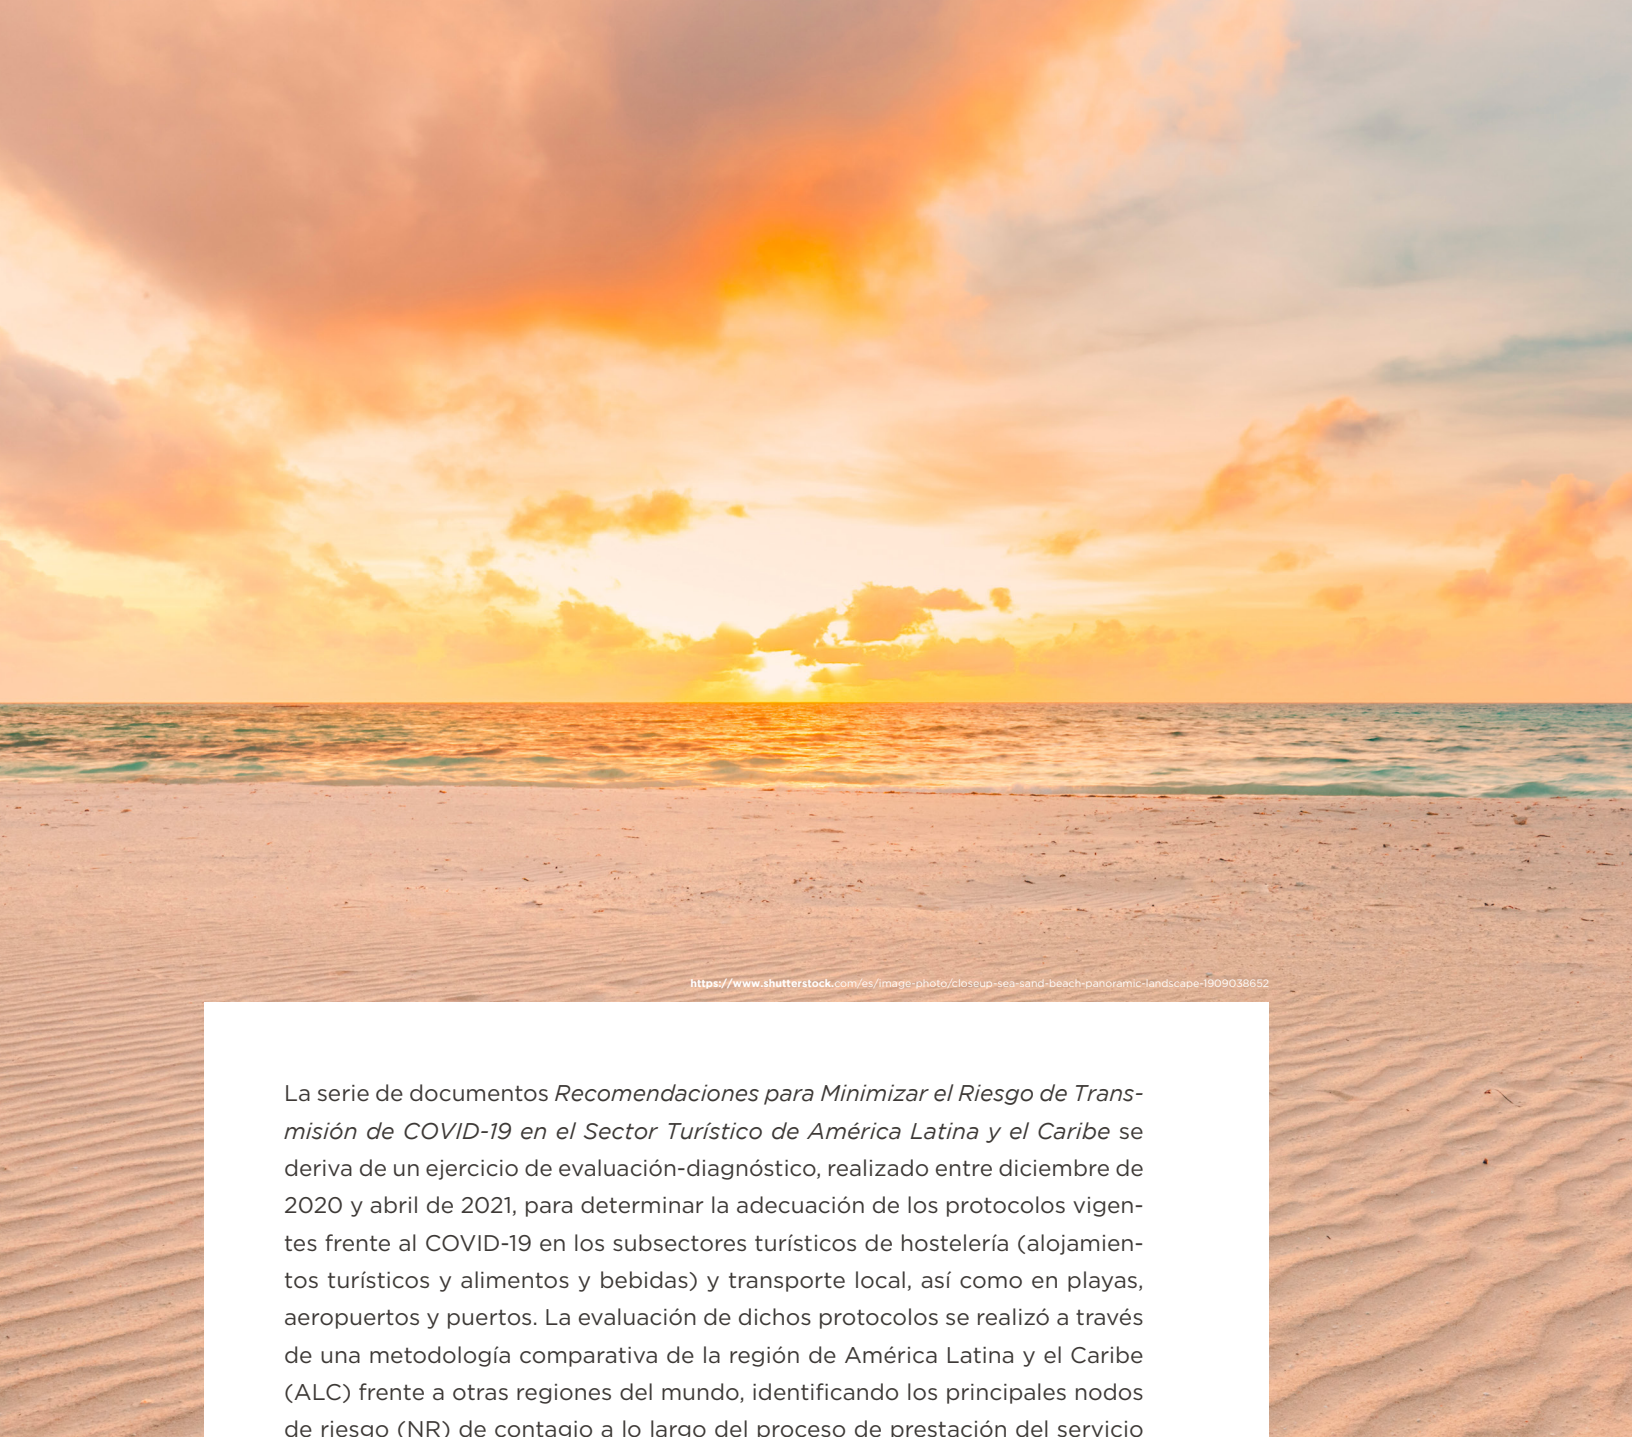 https://www.shutterstock.com/es/image-photo/closeup-sea-sand-beach-panoramic-landscape-1909038652
La serie de documentos Recomendaciones para Minimizar el Riesgo de Trans-
misión de COVID-19 en el Sector Turístico de América Latina y el Caribe se
deriva de un ejercicio de evaluación-diagnóstico, realizado entre diciembre de
2020 y abril de 2021, para determinar la adecuación de los protocolos vigen-
tes frente al COVID-19 en los subsectores turísticos de hostelería (alojamien-
tos turísticos y alimentos y bebidas) y transporte local, así como en playas,
aeropuertos y puertos. La evaluación de dichos protocolos se realizó a través
de una metodología comparativa de la región de América Latina y el Caribe
(ALC) frente a otras regiones del mundo, identificando los principales nodos
de riesgo (NR) de contagio a lo largo del proceso de prestación del servicio